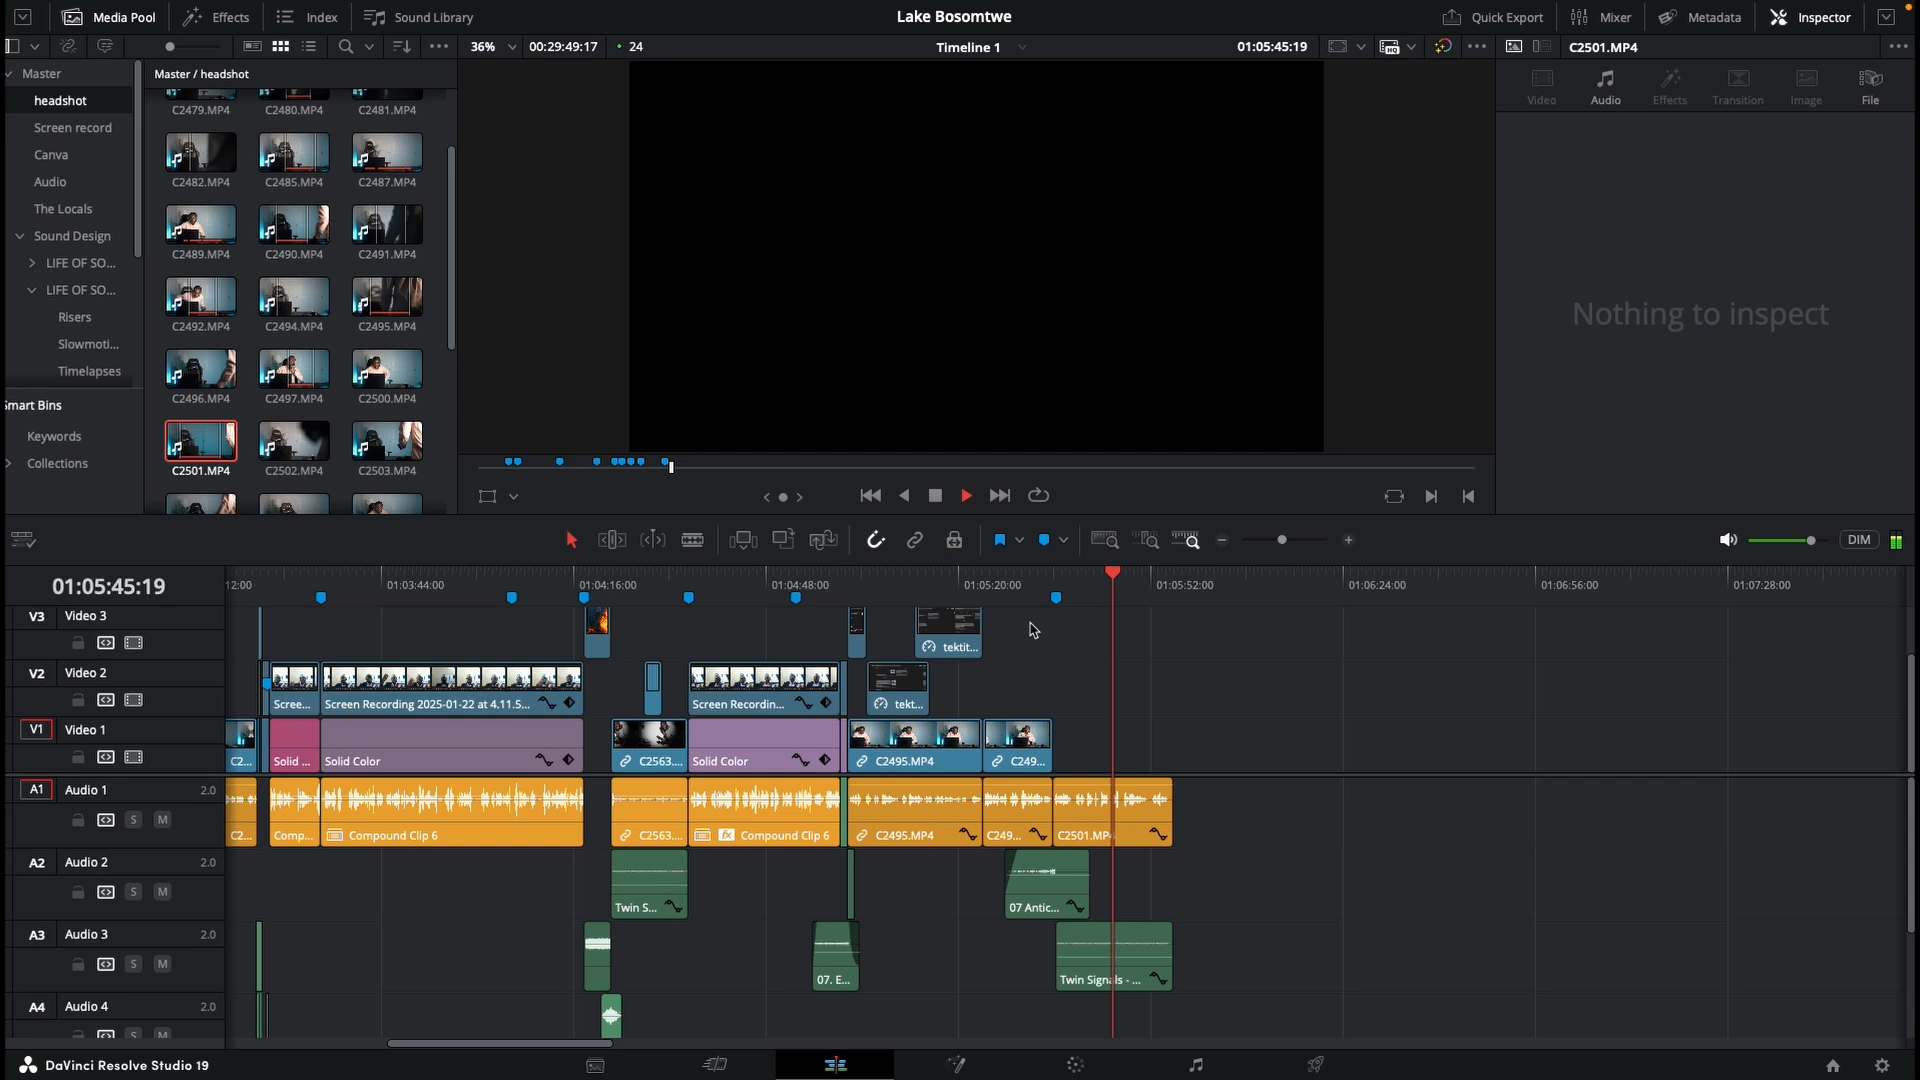 Media Pool
Effects
Index
Sound Library
Lake Bosomtwe
Quick Export
Mixer
Metadata
Inspector
36%
00:29:49:17
24
Timeline 1
01:05:45:19
C2501.MP4
Master
Master / headshot
headshot
Screen record
Canva
Audio
The Locals
Sound Design
LIFE OF SO...
LIFE OF SO...
Risers
Slowmoti...
Timelapses
Smart Bins
Keywords
Collections
C2479.MP4 C2480.MP4 C2481.MP4
C2482.MP4 C2485.MP4 C2487.MP4
C2489.MP4 C2490.MP4 C2491.MP4
C2492.MP4 C2494.MP4 C2495.MP4
C2496.MP4 C2497.MP4 C2500.MP4
C2501.MP4 C2502.MP4 C2503.MP4
Video Audio Effects Transition Image File
Nothing to inspect
DIM
01:05:45:19
12:00 01:03:44:00 01:04:16:00 01:04:48:00 01:05:20:00 01:05:52:00 01:06:24:00 01:06:56:00 01:07:28:00
V3 Video 3
tektit...
V2 Video 2
Scree... Screen Recording 2025-01-22 at 4.11.5... Screen Recordin... tekt...
V1 Video 1
C2... Solid ... Solid Color C2563.... Solid Color C2495.MP4 C249...
A1 Audio 1 2.0
S M
C2... Comp... Compound Clip 6 C2563.... fx Compound Clip 6 C2495.MP4 C249... C2501.MP4
A2 Audio 2 2.0
S M
Twin S... 07 Antic...
A3 Audio 3 2.0
S M
07. E... Twin Signals - ...
A4 Audio 4 2.0
S M
DaVinci Resolve Studio 19